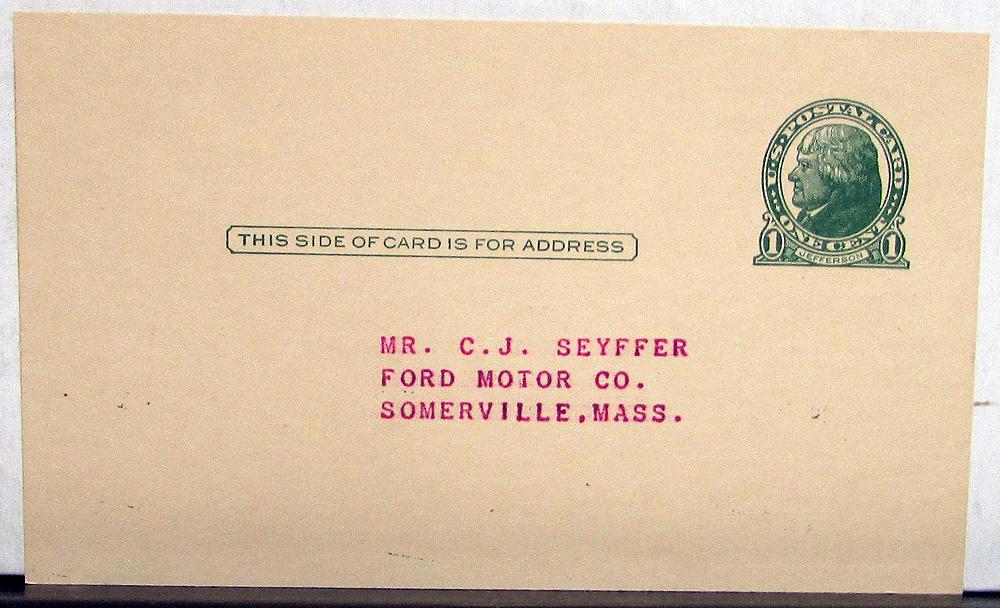 U.S. POSTAL CARD
ONE CENT
1 JEFFERSON 1
THIS SIDE OF CARD IS FOR ADDRESS
MR. C.J. SEYFFER
FORD MOTOR CO.
SOMERVILLE,MASS.